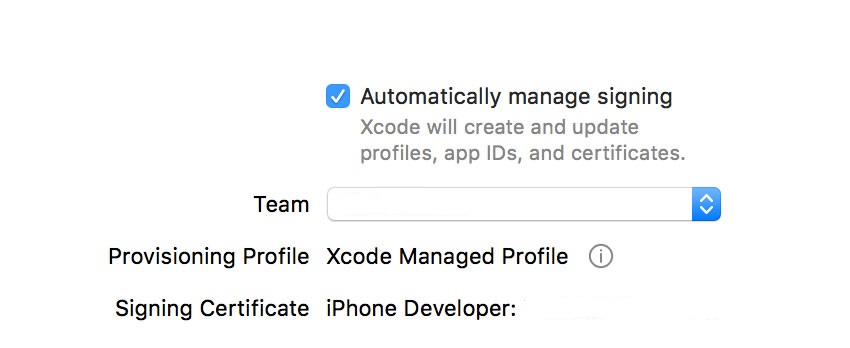 Automatically manage signing
Xcode will create and update
profiles, app IDs, and certificates.
Team
Provisioning Profile Xcode Managed Profile
Signing Certificate iPhone Developer: